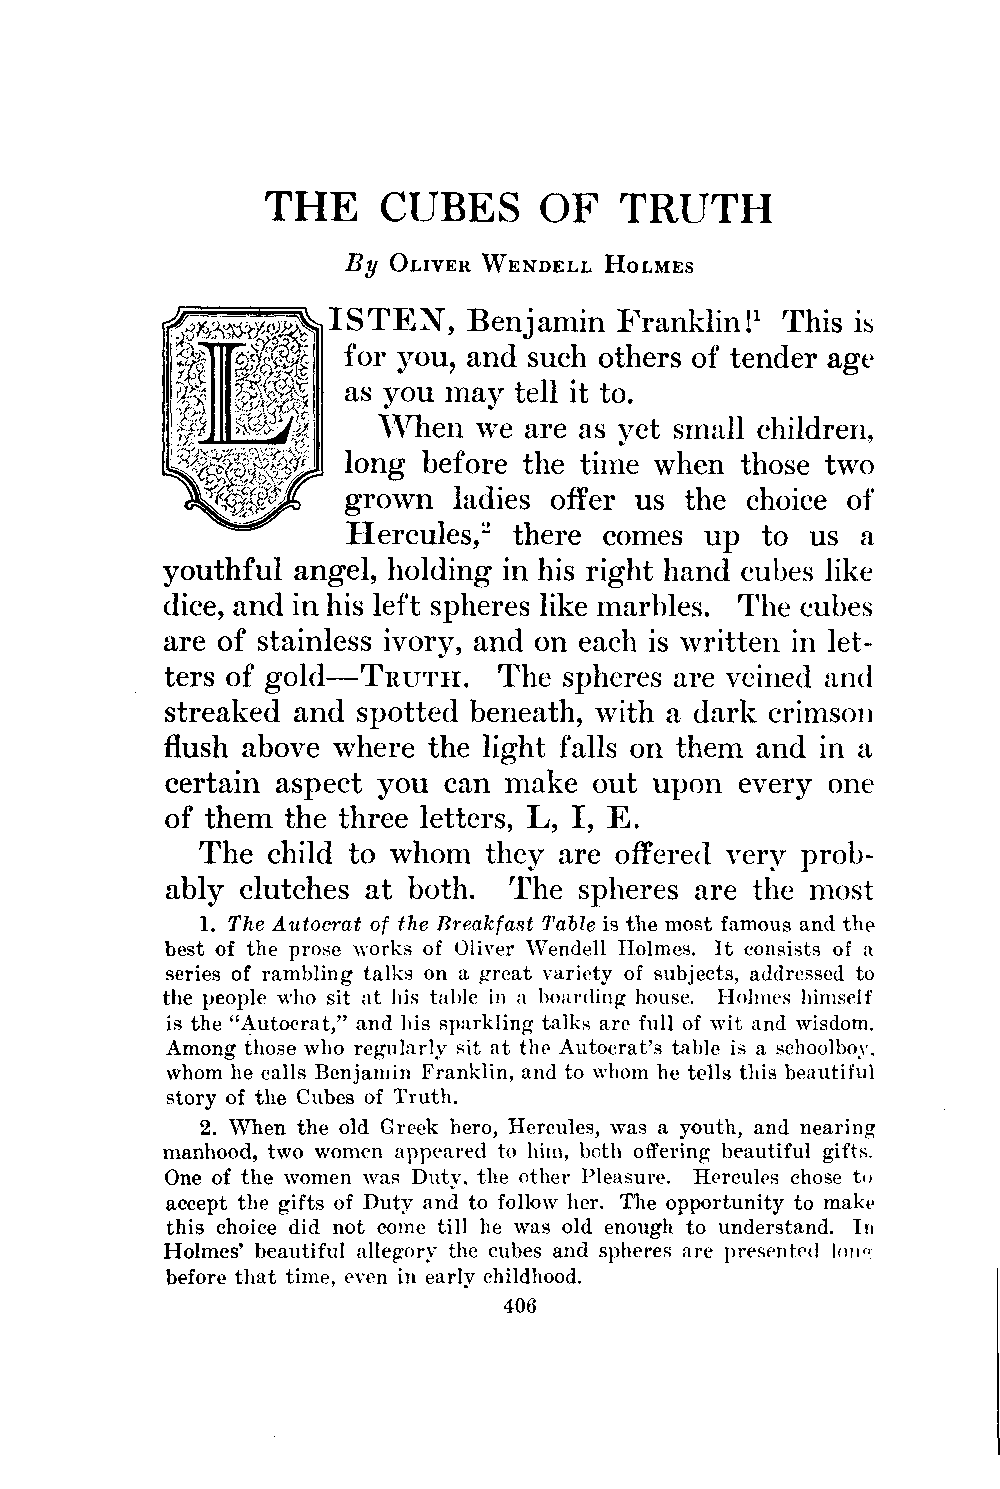 THE CUBES OF TRUTH
By OLIVER WENDELL HOLMES
LISTEN, Benjamin Franklin!¹ This is
for you, and such others of tender age
as you may tell it to.
When we are as yet small children,
long before the time when those two
grown ladies offer us the choice of
Hercules,² there comes up to us a
youthful angel, holding in his right hand cubes like
dice, and in his left spheres like marbles. The cubes
are of stainless ivory, and on each is written in let-
ters of gold—TRUTH. The spheres are veined and
streaked and spotted beneath, with a dark crimson
flush above where the light falls on them and in a
certain aspect you can make out upon every one
of them the three letters, L, I, E.
The child to whom they are offered very prob-
ably clutches at both. The spheres are the most
1. The Autocrat of the Breakfast Table is the most famous and the
best of the prose works of Oliver Wendell Holmes. It consists of a
series of rambling talks on a great variety of subjects, addressed to
the people who sit at his table in a boarding house. Holmes himself
is the "Autocrat," and his sparkling talks are full of wit and wisdom.
Among those who regularly sit at the Autocrat's table is a schoolboy,
whom he calls Benjamin Franklin, and to whom he tells this beautiful
story of the Cubes of Truth.
2. When the old Greek hero, Hercules, was a youth, and nearing
manhood, two women appeared to him, both offering beautiful gifts.
One of the women was Duty, the other Pleasure. Hercules chose to
accept the gifts of Duty and to follow her. The opportunity to make
this choice did not come till he was old enough to understand. In
Holmes' beautiful allegory the cubes and spheres are presented long
before that time, even in early childhood.
406